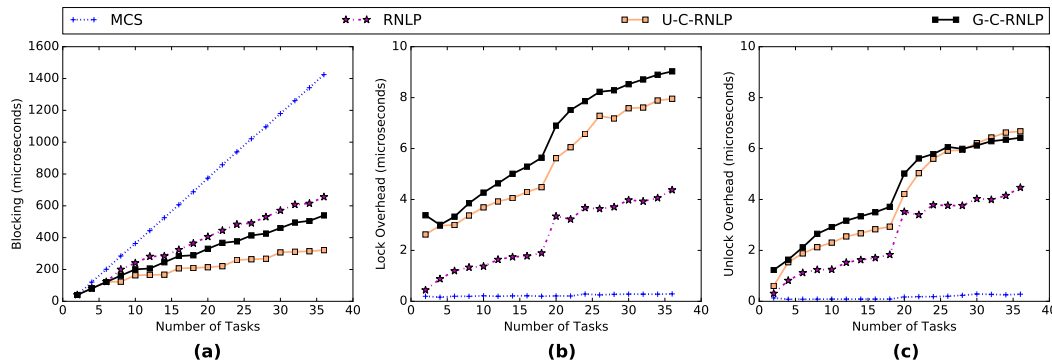 MCS RNLP U-C-RNLP G-C-RNLP
1600
1400
1200
1000
800
600
400
200
0
Blocking (microseconds)
0 5 10 15 20 25 30 35 40
Number of Tasks
(a)
10
8
6
4
2
0
Lock Overhead (microseconds)
0 5 10 15 20 25 30 35 40
Number of Tasks
(b)
10
8
6
4
2
0
Unlock Overhead (microseconds)
0 5 10 15 20 25 30 35 40
Number of Tasks
(c)